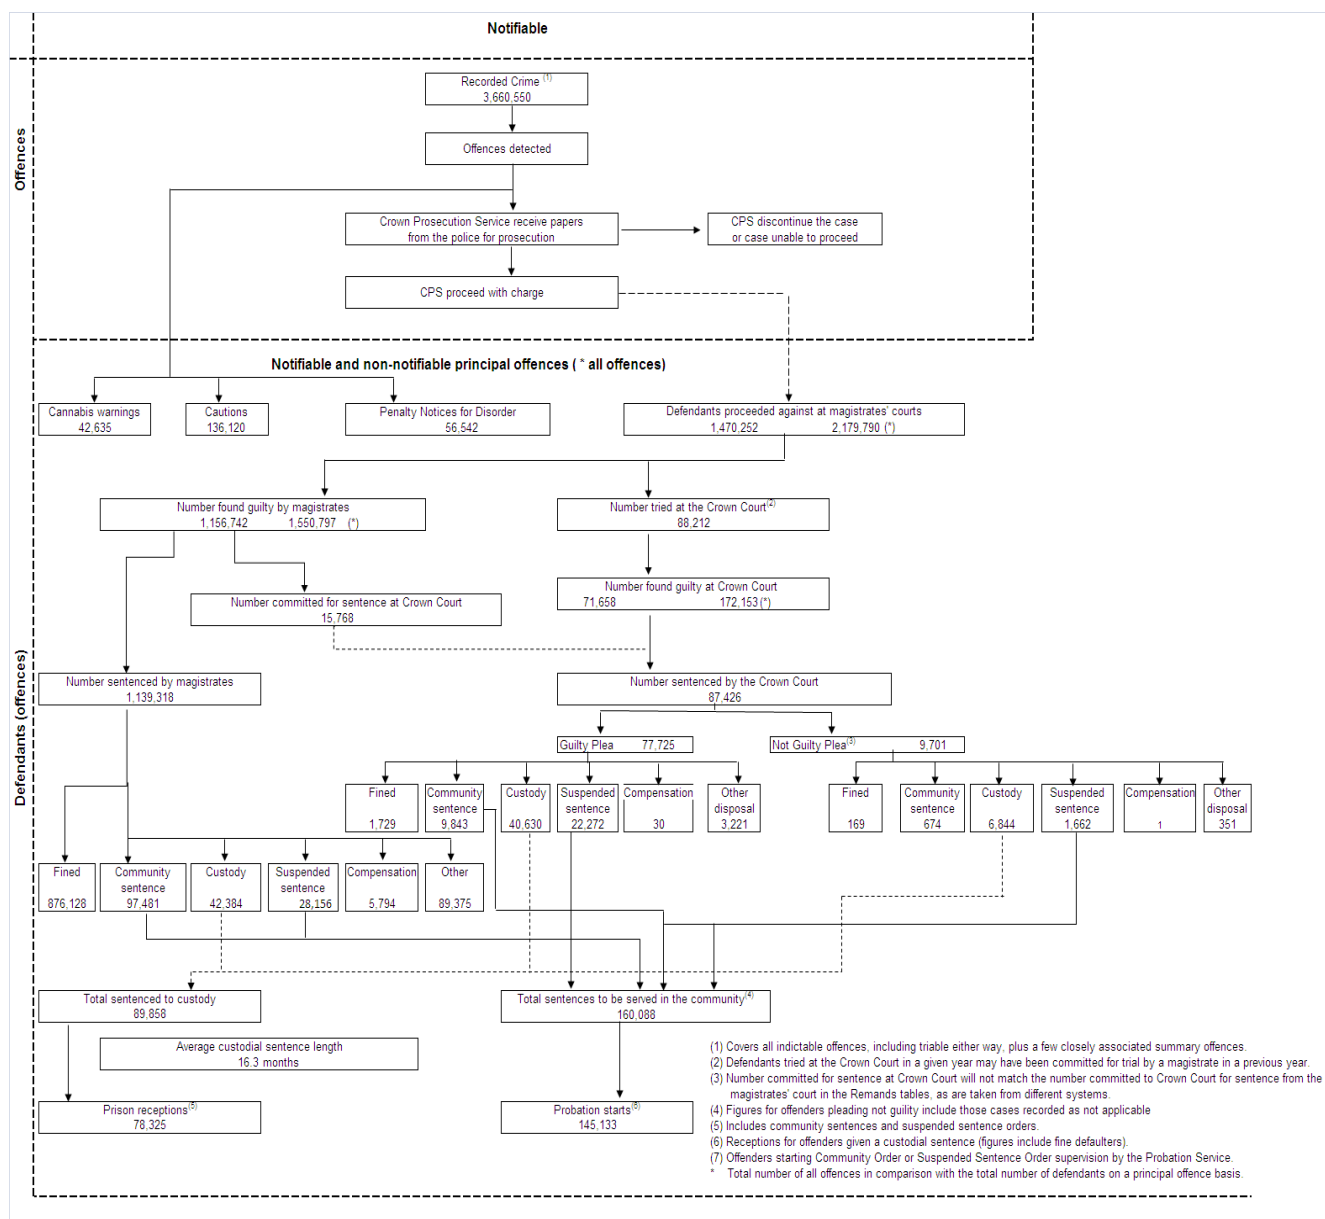 Notifiable
Offences
Recorded Crime (1)
3,660,550
Offences detected
Crown Prosecution Service receive papers
from the police for prosecution
CPS discontinue the case
or case unable to proceed
CPS proceed with charge
Notifiable and non-notifiable principal offences ( * all offences)
Defendants (offences)
Cannabis warnings
42,635
Cautions
136,120
Penalty Notices for Disorder
56,542
Defendants proceeded against at magistrates' courts
1,470,252 2,179,790 (*)
Number found guilty by magistrates
1,156,742 1,550,797 (*)
Number tried at the Crown Court(2)
88,212
Number found guilty at Crown Court
71,658 172,153 (*)
Number committed for sentence at Crown Court
15,768
Number sentenced by magistrates
1,139,318
Number sentenced by the Crown Court
87,426
Guilty Plea 77,725
Not Guilty Plea(3) 9,701
Fined
1,729
Community
sentence
9,843
Custody
40,630
Suspended
sentence
22,272
Compensation
30
Other
disposal
3,221
Fined
169
Community
sentence
674
Custody
6,844
Suspended
sentence
1,662
Compensation
1
Other
disposal
351
Fined
876,128
Community
sentence
97,481
Custody
42,384
Suspended
sentence
28,156
Compensation
5,794
Other
89,375
Total sentenced to custody
89,858
Total sentences to be served in the community(4)
160,088
Average custodial sentence length
16.3 months
Prison receptions(5)
78,325
Probation starts(6)
145,133
(1) Covers all indictable offences, including triable either way, plus a few closely associated summary offences.
(2) Defendants tried at the Crown Court in a given year may have been committed for trial by a magistrate in a previous year.
(3) Number committed for sentence at Crown Court will not match the number committed to Crown Court for sentence from the
magistrates' court in the Remands tables, as are taken from different systems.
(4) Figures for offenders pleading not guility include those cases recorded as not applicable
(5) Includes community sentences and suspended sentence orders.
(6) Receptions for offenders given a custodial sentence (figures include fine defaulters).
(7) Offenders starting Community Order or Suspended Sentence Order supervision by the Probation Service.
* Total number of all offences in comparison with the total number of defendants on a principal offence basis.